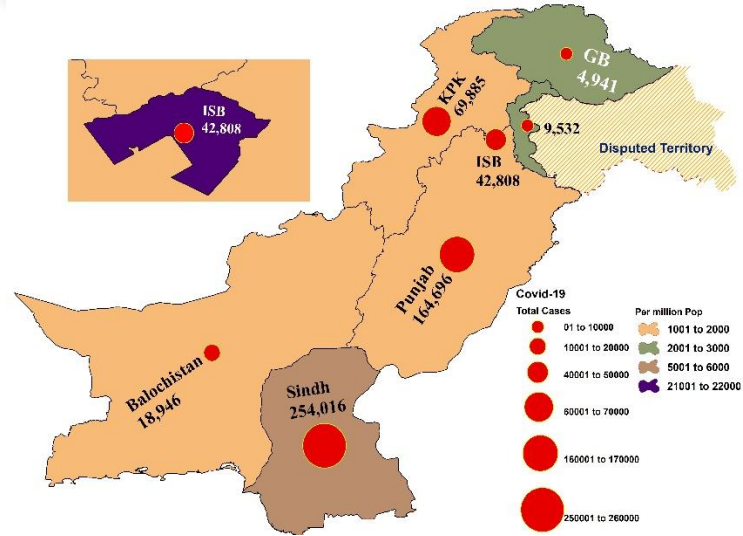 ISB
42,808
KPK
69,885
GB
4,941
9,532
Disputed Territory
ISB
42,808
Punjab
164,696
Balochistan
18,946
Sindh
254,016
Covid-19
Total Cases
01 to 10000
10001 to 20000
40001 to 50000
60001 to 70000
160001 to 170000
250001 to 260000
Per million Pop
1001 to 2000
2001 to 3000
5001 to 6000
21001 to 22000